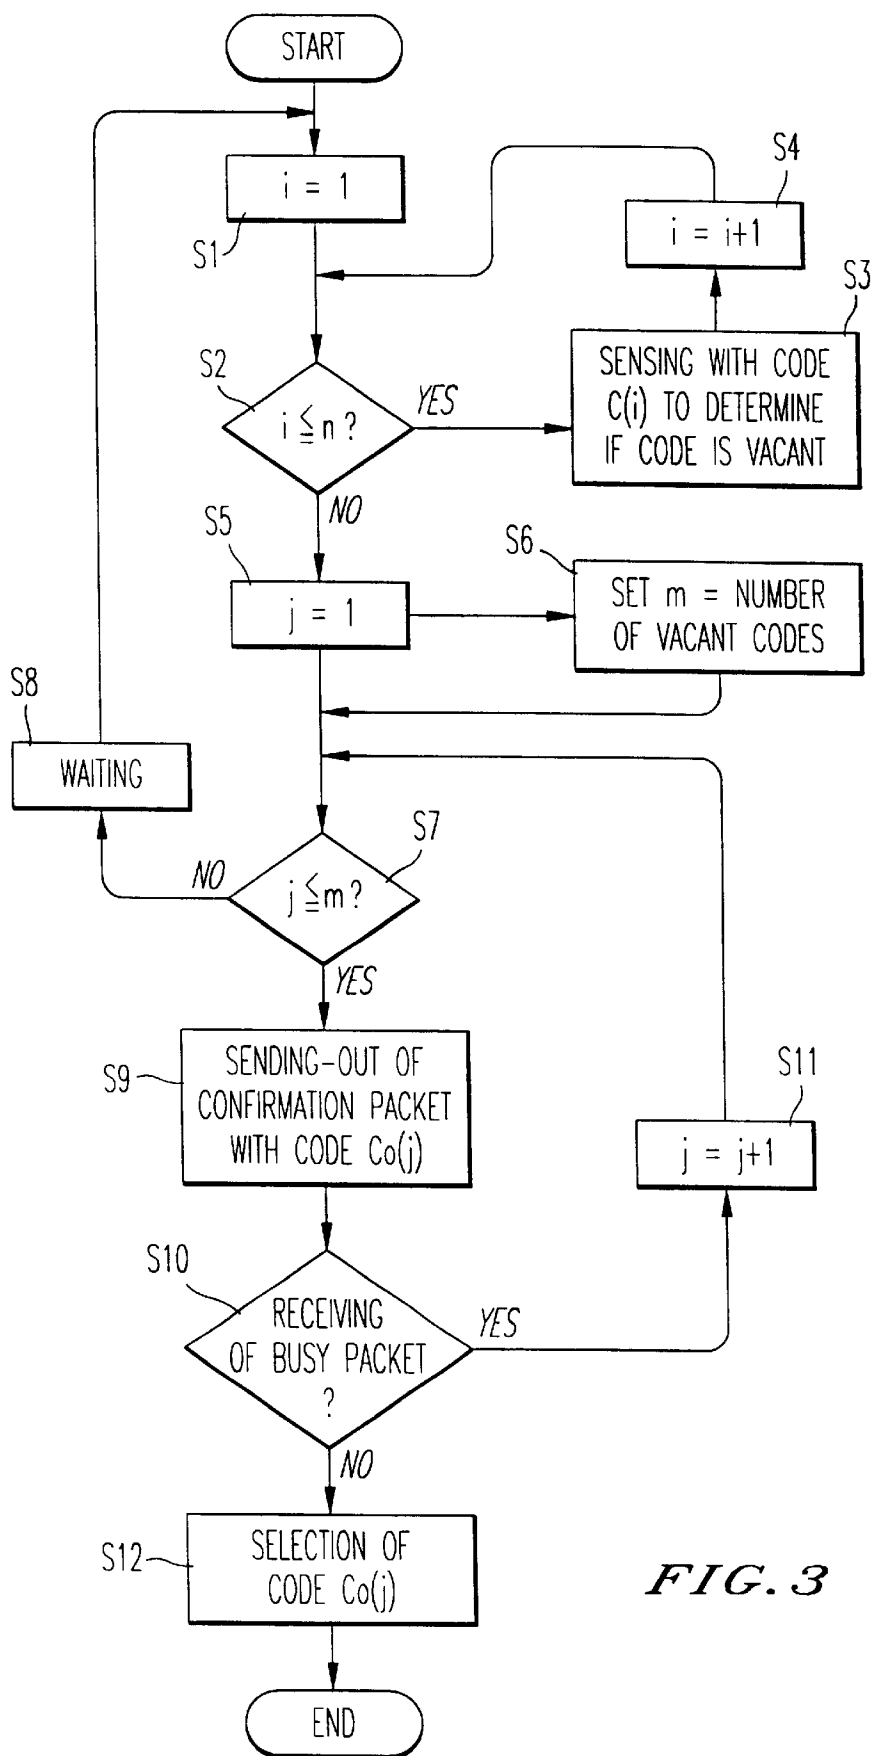 START
i = 1
S1
S4
i = i+1
S3
SENSING WITH CODE
C(i) TO DETERMINE
IF CODE IS VACANT
S2
i ≦ n ?
YES
NO
S5
j = 1
S6
SET m = NUMBER
OF VACANT CODES
S8
WAITING
S7
j ≦ m ?
NO
YES
S9
SENDING-OUT OF
CONFIRMATION PACKET
WITH CODE Co(j)
S11
j = j+1
S10
RECEIVING
OF BUSY PACKET
?
YES
NO
S12
SELECTION OF
CODE Co(j)
END
FIG. 3